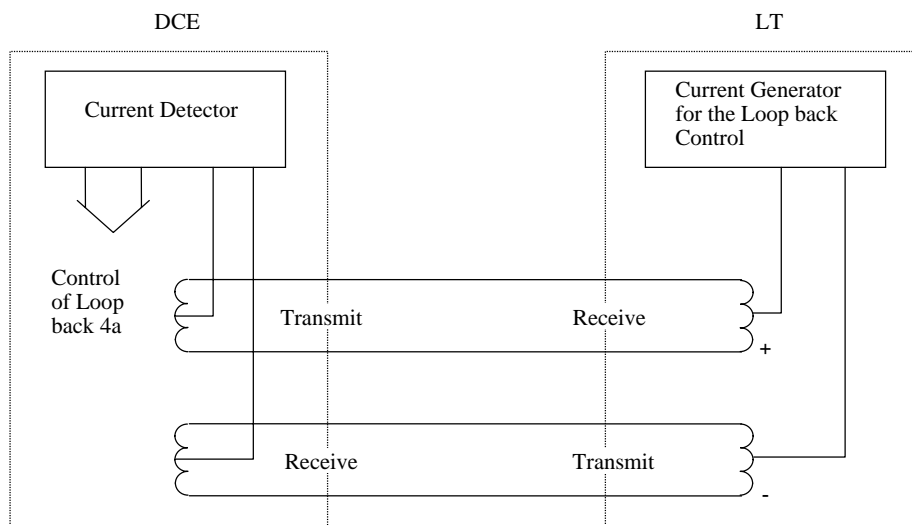 DCE
LT
Current Detector
Current Generator
for the Loop back
Control
Control
of Loop
back 4a
Transmit
Receive
+
Receive
Transmit
-